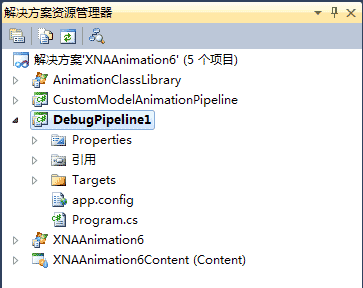 解决方案资源管理器
解决方案'XNAAnimation6' (5 个项目)
AnimationClassLibrary
CustomModelAnimationPipeline
DebugPipeline1
Properties
引用
Targets
app.config
Program.cs
XNAAnimation6
XNAAnimation6Content (Content)